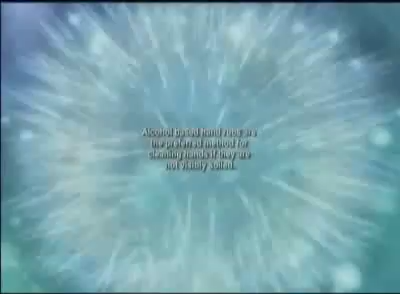 Alcohol based hand rubs are
the preferred method for
cleaning hands if they are
not visibly soiled.